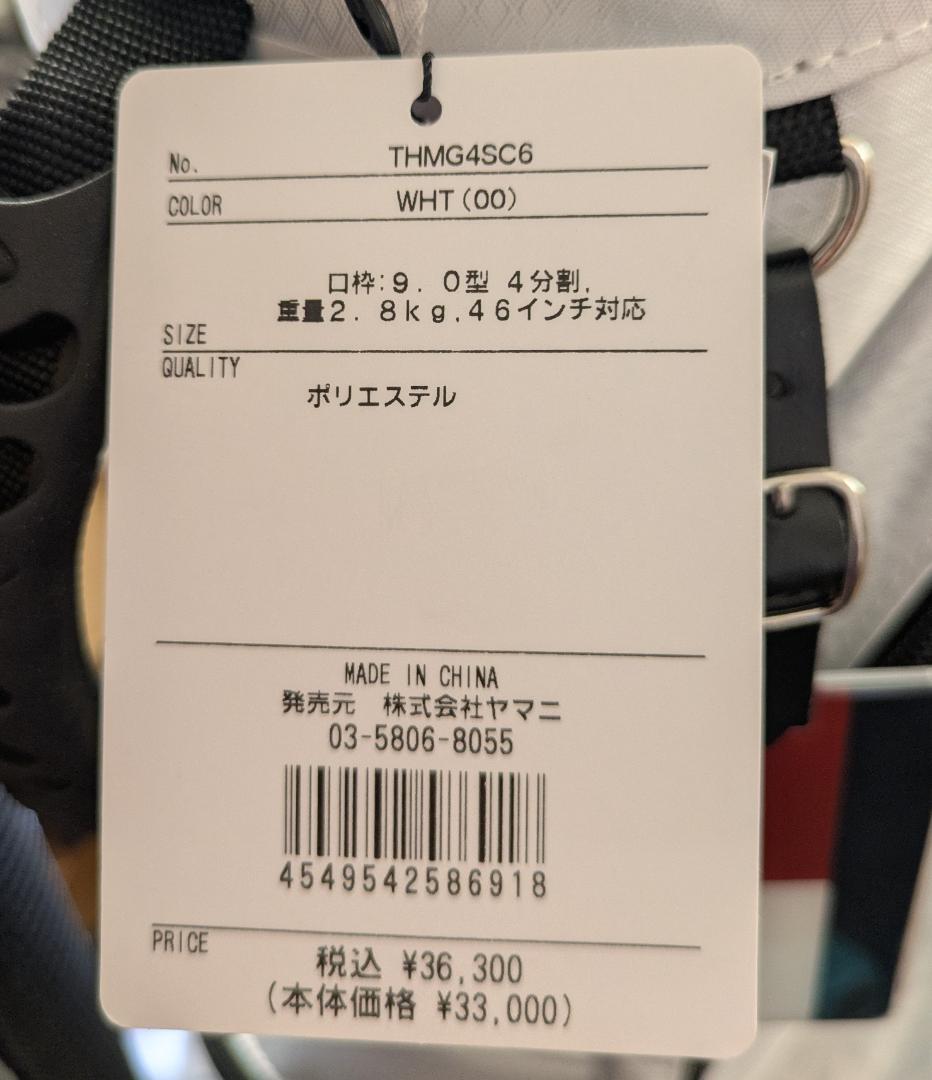 No. THMG4SC6
COLOR WHT(00)
口枠:9.0型 4分割.
重量2.8kg.46インチ対応
SIZE
QUALITY
ポリエステル
MADE IN CHINA
発売元 株式会社ヤマニ
03-5806-8055
4549542586918
PRICE
税込 ¥36,300
(本体価格 ¥33,000)